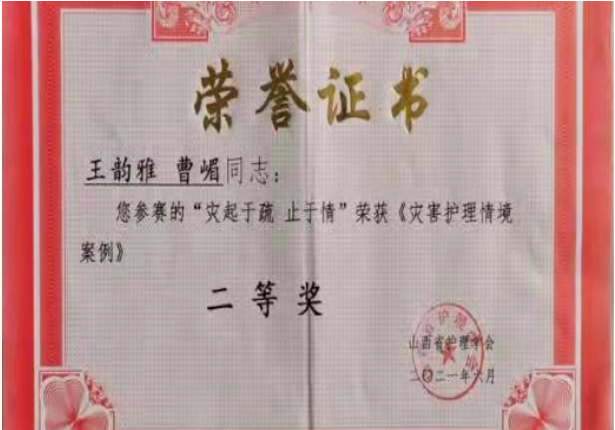 荣誉证书
王韵雅 曹嵋同志：
您参赛的“灾起于疏 止于情”荣获《灾害护理情境
案例》
二等奖
山西省护理学会
二〇二一年六月